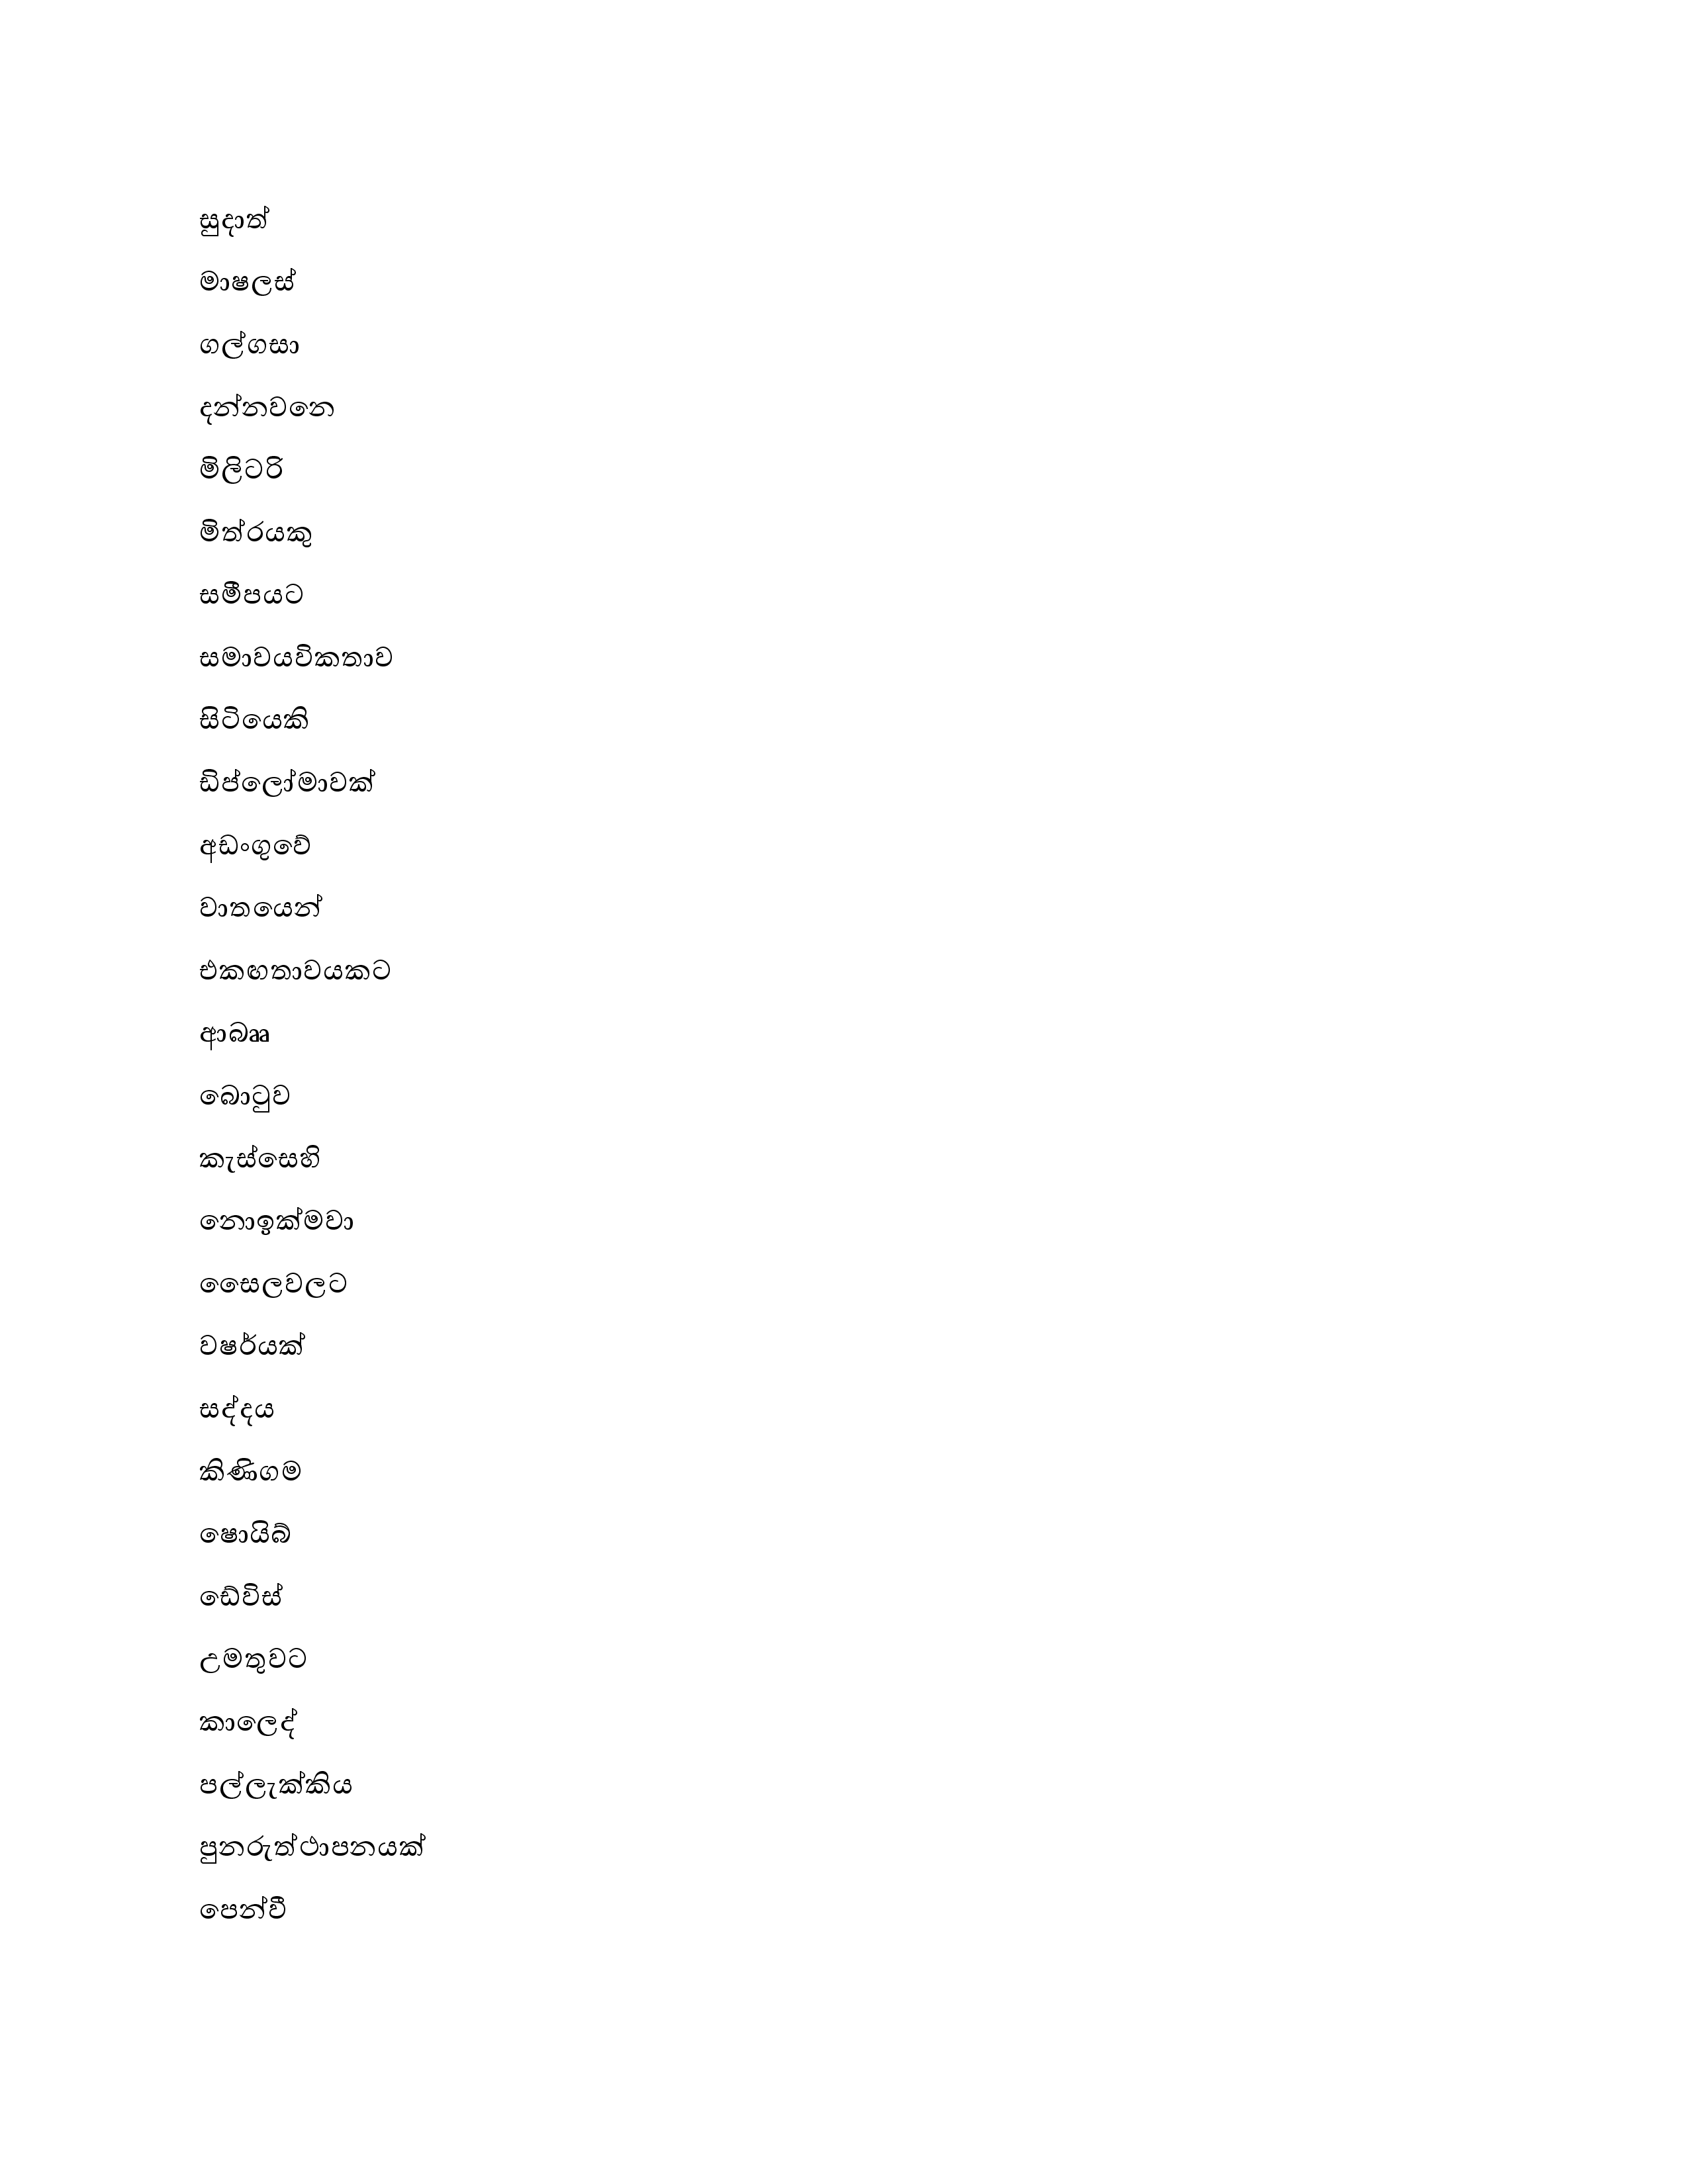 සුදාත්
මාෂලස්
ගල්ගසා
දන්නවනෙ
මිලිටරි
මිත්රයකු
සමීපයට
සමාවයවිකතාව
සිටියෙකි
ඩිප්ලෝමාවක්
අඩංගුවේ
වාතයෙන්
එකඟතාවයකට
ආබෲ
බොටුව
කැස්සෙහි
නොඉක්මවා
සෛලවලට
වෂර්යක්
සද්දය
කිණිගම
ෂොයිබ්
ඩේවිස්
උමතුවට
කාලෙද්
පල්ලැක්කිය
පුනරුත්ථාපනයක්
පෙන්වී